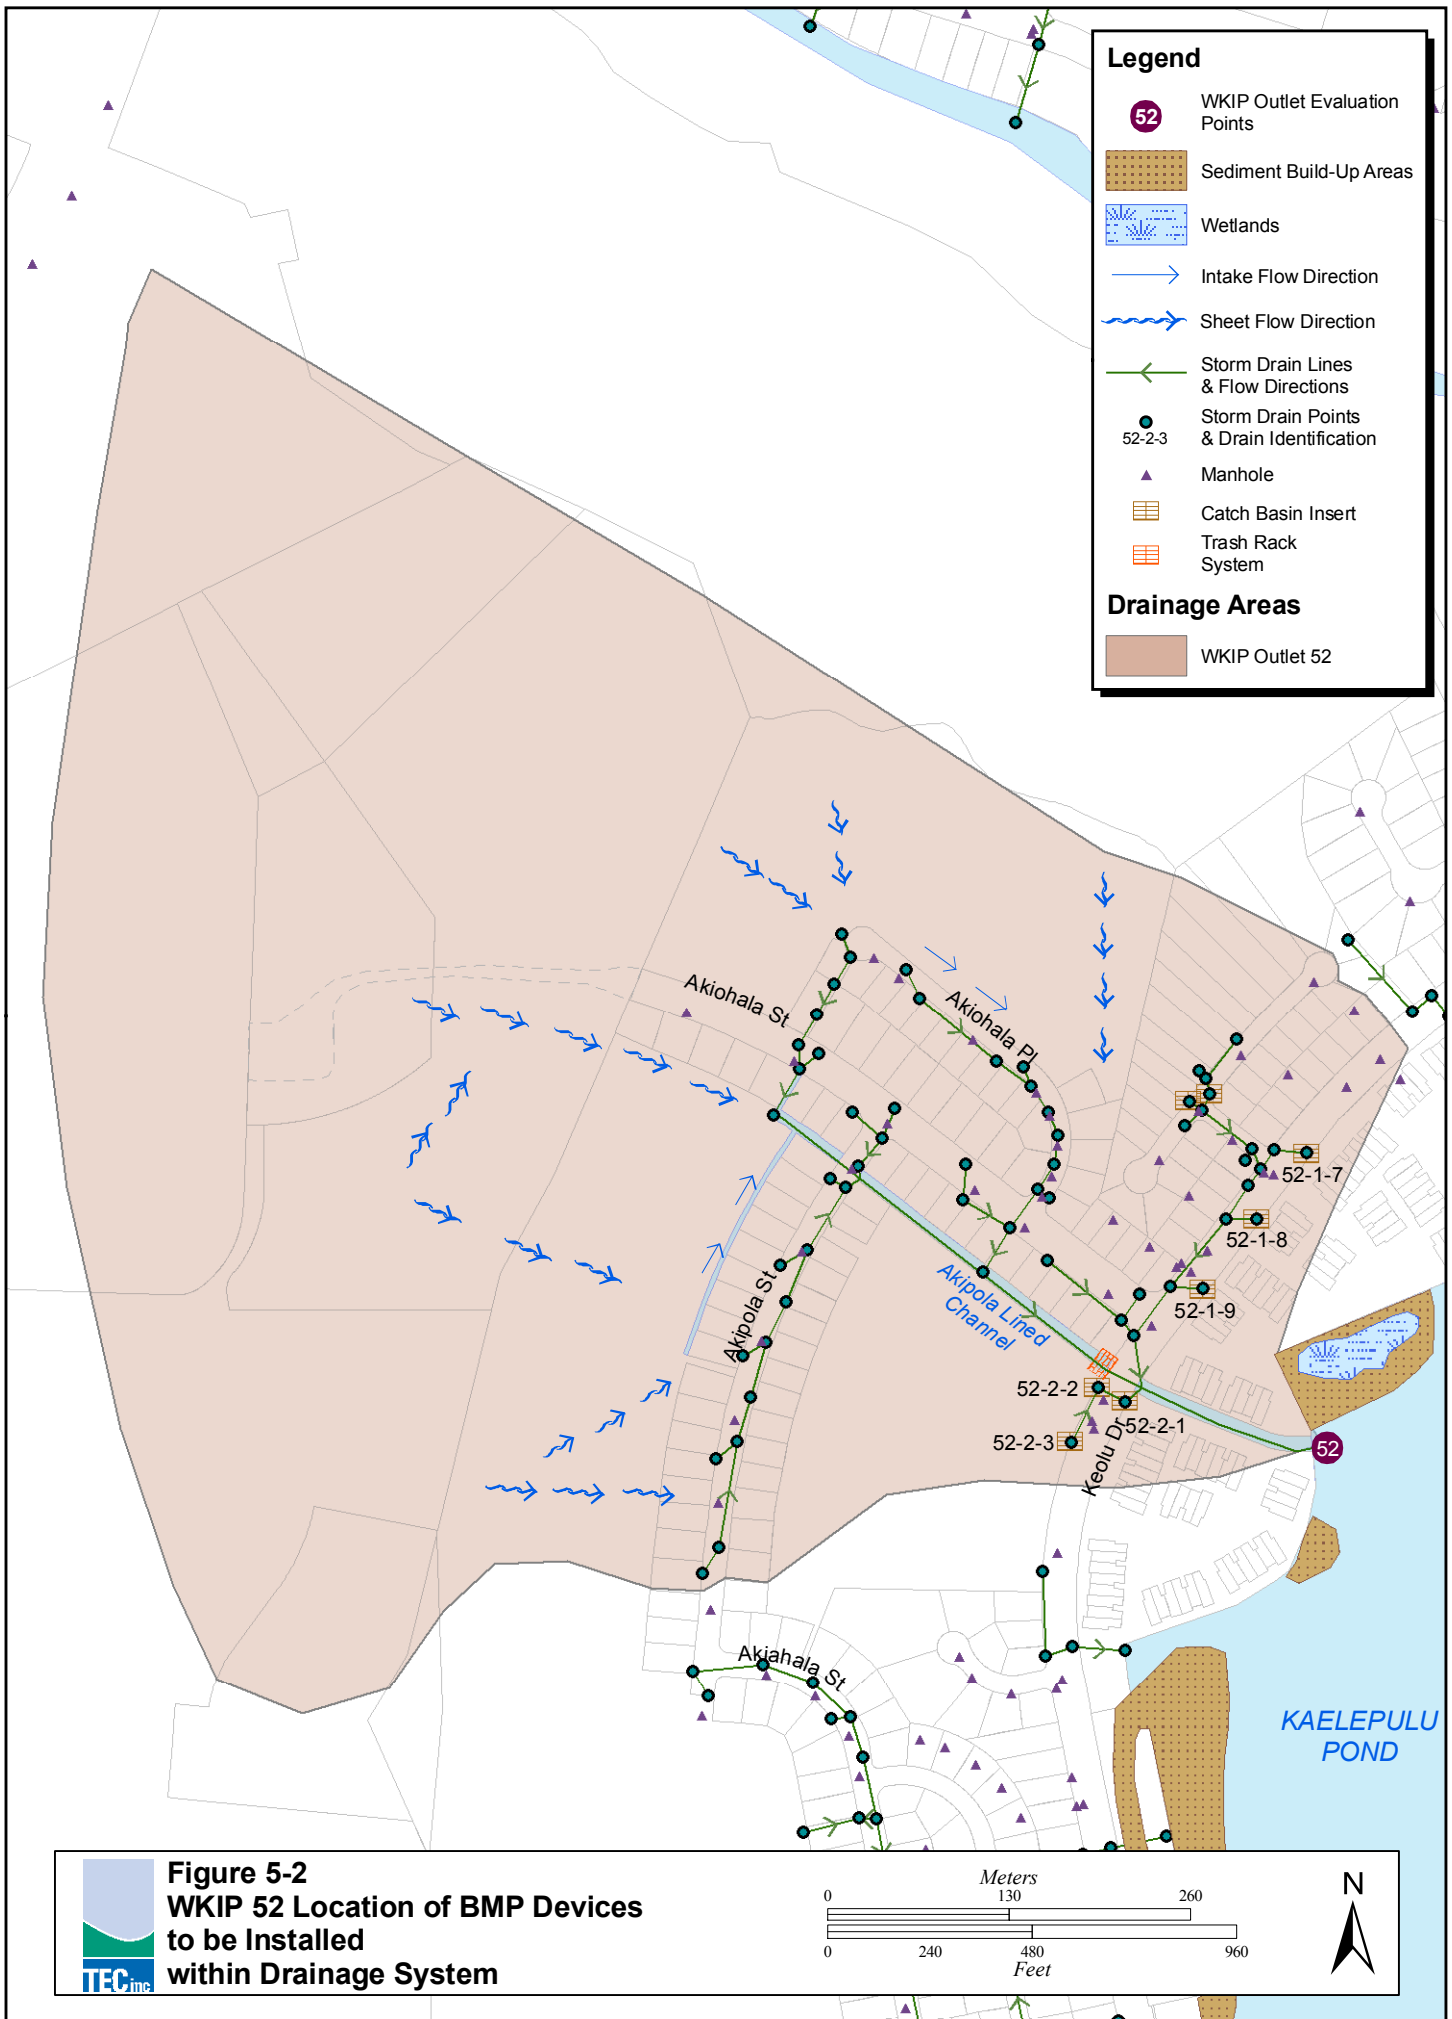 Legend
52
WKIP Outlet Evaluation
Points
Sediment Build-Up Areas
Wetlands
Intake Flow Direction
Sheet Flow Direction
Storm Drain Lines
& Flow Directions
52-2-3
Storm Drain Points
& Drain Identification
Manhole
Catch Basin Insert
Trash Rack
System
Drainage Areas
WKIP Outlet 52
Akiohala St
Akiohala Pl
52-1-7
52-1-8
52-1-9
Akipola St
Akipola Lined
Channel
52-2-2
52-2-1
52-2-3
Keolu Dr
52
Akiahala St
KAELEPULU
POND
Figure 5-2
WKIP 52 Location of BMP Devices
to be Installed
within Drainage System
TEC inc
Meters
0 130 260
0 240 480 960
Feet
N